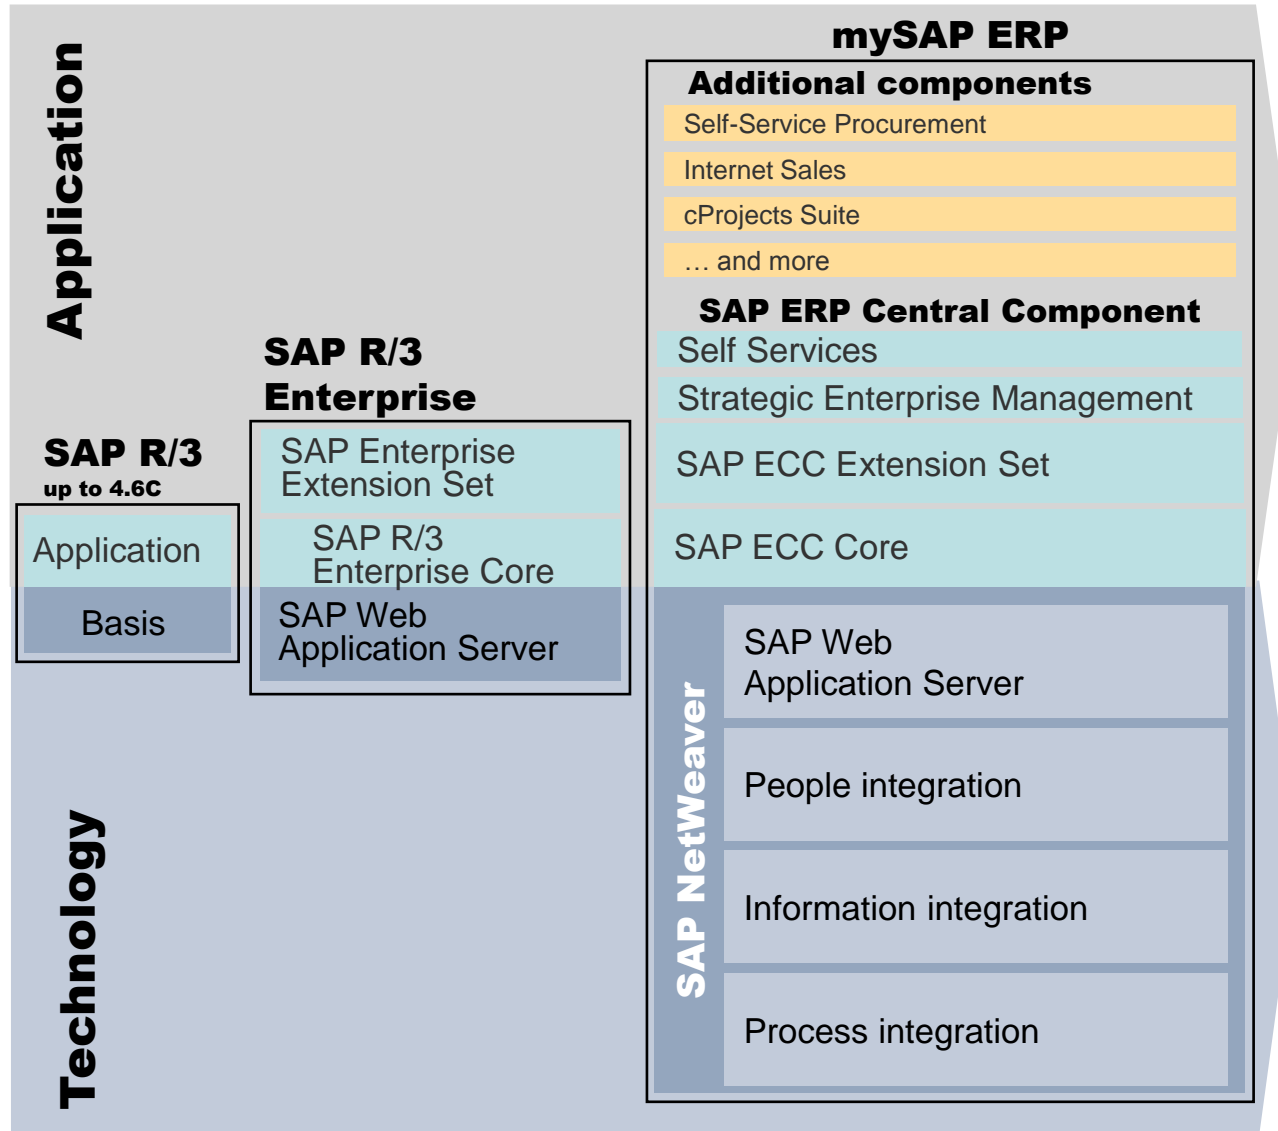 Application
Technology
SAP R/3
up to 4.6C
Application
Basis
SAP R/3
Enterprise
SAP Enterprise
Extension Set
SAP R/3
Enterprise Core
SAP Web
Application Server
mySAP ERP
Additional components
Self-Service Procurement
Internet Sales
cProjects Suite
… and more
SAP ERP Central Component
Self Services
Strategic Enterprise Management
SAP ECC Extension Set
SAP ECC Core
SAP NetWeaver
SAP Web
Application Server
People integration
Information integration
Process integration